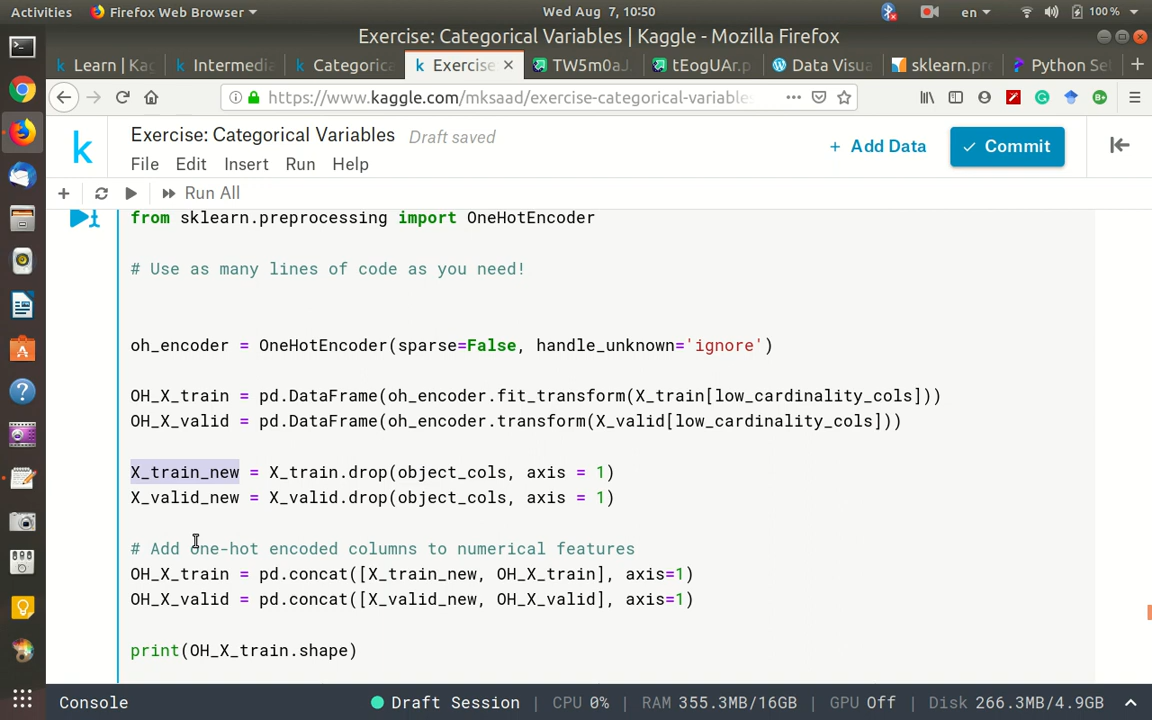 Activities Firefox Web Browser Wed Aug 7, 10:50 en 100 %
Exercise: Categorical Variables | Kaggle - Mozilla Firefox
Learn | Kag Intermedia Categorica Exercise TW5m0aJ tEogUAr.p Data Visua sklearn.pre Python Se
https://www.kaggle.com/mksaad/exercise-categorical-variables
Exercise: Categorical Variables Draft saved
File Edit Insert Run Help
+ Add Data
Commit
Run All
from sklearn.preprocessing import OneHotEncoder
# Use as many lines of code as you need!
oh_encoder = OneHotEncoder(sparse=False, handle_unknown='ignore')
OH_X_train = pd.DataFrame(oh_encoder.fit_transform(X_train[low_cardinality_cols]))
OH_X_valid = pd.DataFrame(oh_encoder.transform(X_valid[low_cardinality_cols]))
X_train_new = X_train.drop(object_cols, axis = 1)
X_valid_new = X_valid.drop(object_cols, axis = 1)
# Add one-hot encoded columns to numerical features
OH_X_train = pd.concat([X_train_new, OH_X_train], axis=1)
OH_X_valid = pd.concat([X_valid_new, OH_X_valid], axis=1)
print(OH_X_train.shape)
Console Draft Session | CPU 0% | RAM 355.3MB/16GB | GPU Off | Disk 266.3MB/4.9GB